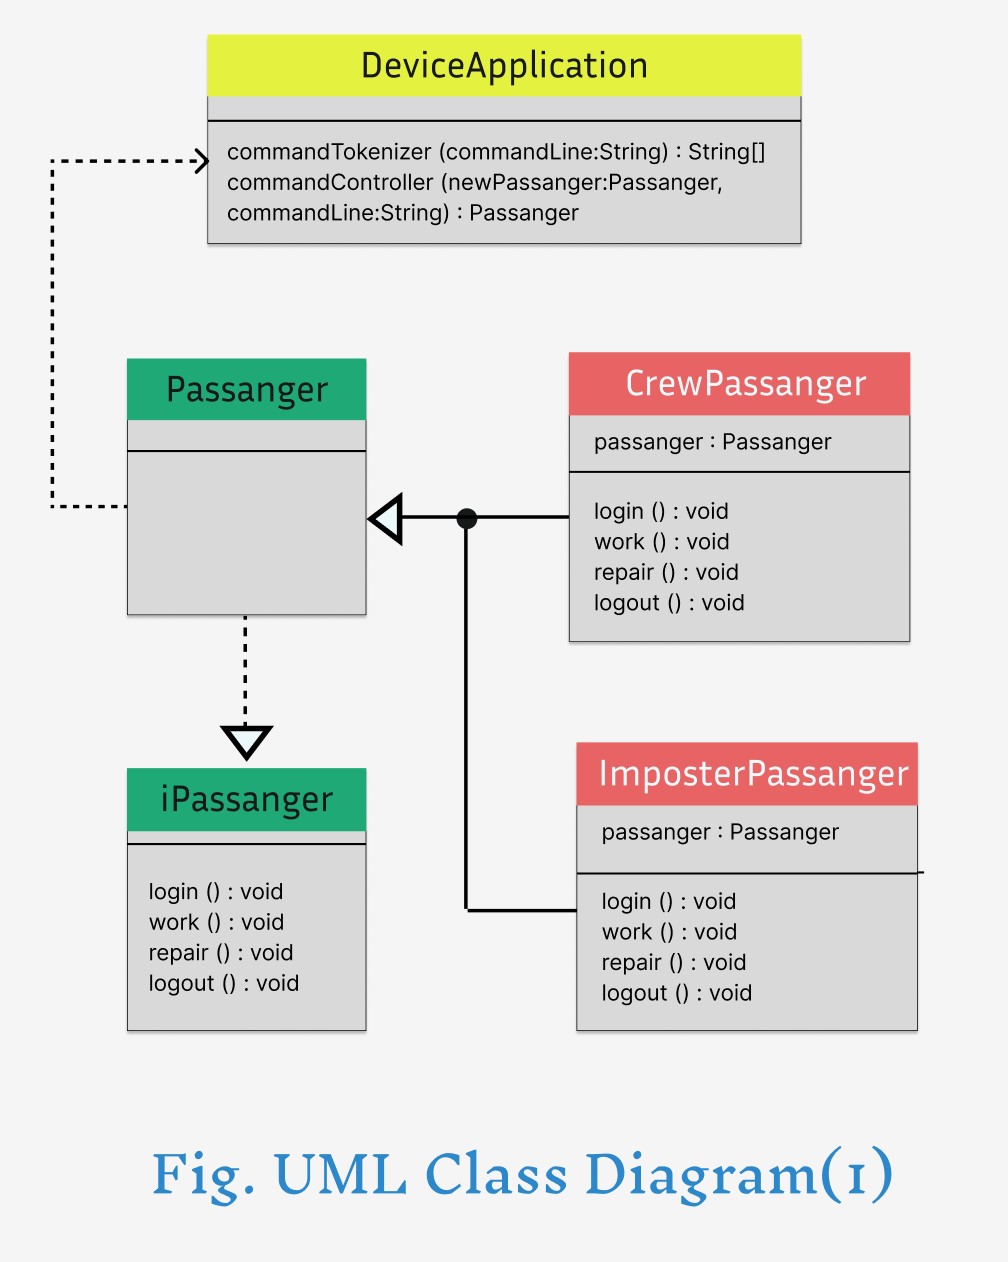 DeviceApplication
commandTokenizer (commandLine:String) : String[]
commandController (newPassanger:Passanger,
commandLine:String) : Passanger
Passanger
CrewPassanger
passanger : Passanger
login () : void
work () : void
repair () : void
logout () : void
iPassanger
login () : void
work () : void
repair () : void
logout () : void
ImposterPassanger
passanger : Passanger
login () : void
work () : void
repair () : void
logout () : void
Fig. UML Class Diagram(1)